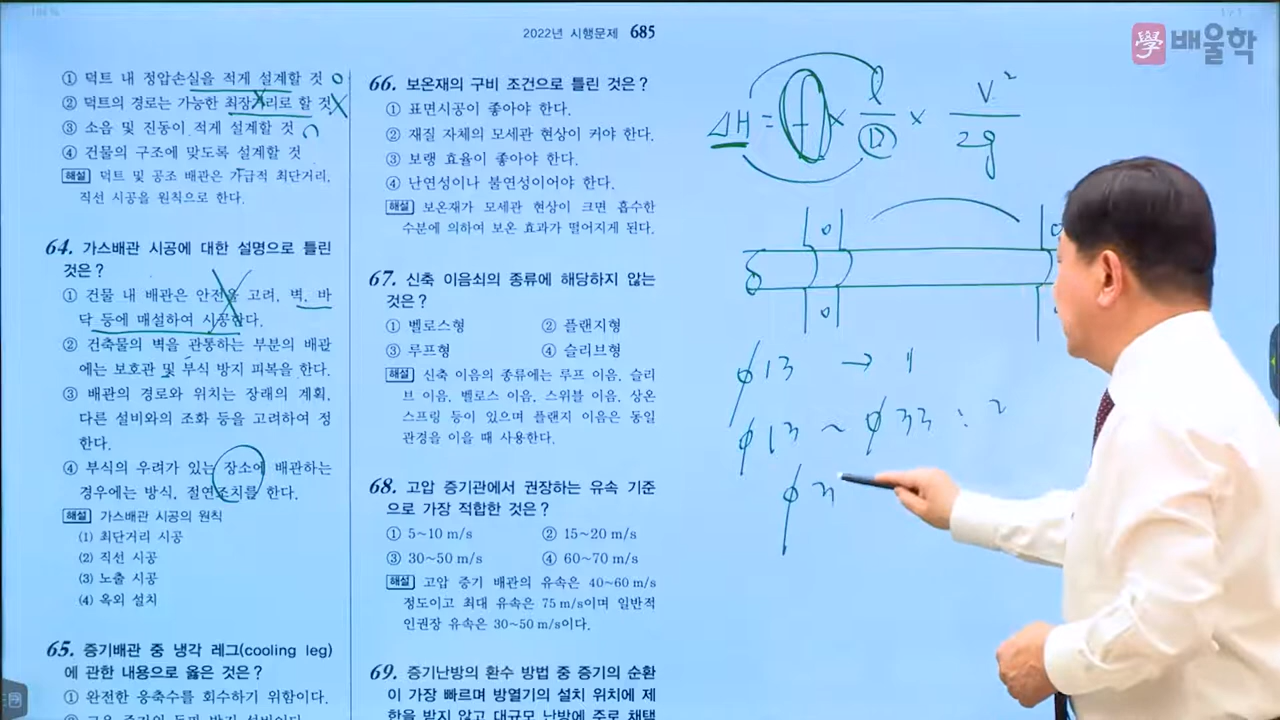 2022년 시행문제 685
學 배울학
① 덕트 내 정압손실을 적게 설계할 것
② 덕트의 경로는 가능한 최장거리로 할 것
③ 소음 및 진동이 적게 설계할 것
④ 건물의 구조에 맞도록 설계할 것
해설 덕트 및 공조 배관은 가급적 최단거리,
직선 시공을 원칙으로 한다.
64. 가스배관 시공에 대한 설명으로 틀린
것은?
① 건물 내 배관은 안전을 고려, 벽, 바
닥 등에 매설하여 시공한다.
② 건축물의 벽을 관통하는 부분의 배관
에는 보호관 및 부식 방지 피복을 한다.
③ 배관의 경로와 위치는 장래의 계획,
다른 설비와의 조화 등을 고려하여 정
한다.
④ 부식의 우려가 있는 장소에 배관하는
경우에는 방식, 절연조치를 한다.
해설 가스배관 시공의 원칙
(1) 최단거리 시공
(2) 직선 시공
(3) 노출 시공
(4) 옥외 설치
65. 증기배관 중 냉각 레그(cooling leg)
에 관한 내용으로 옳은 것은?
① 완전한 응축수를 회수하기 위함이다.
66. 보온재의 구비 조건으로 틀린 것은?
① 표면시공이 좋아야 한다.
② 재질 자체의 모세관 현상이 커야 한다.
③ 보랭 효율이 좋아야 한다.
④ 난연성이나 불연성이어야 한다.
해설 보온재가 모세관 현상이 크면 흡수한
수분에 의하여 보온 효과가 떨어지게 된다.
67. 신축 이음쇠의 종류에 해당하지 않는
것은?
① 벨로스형 ② 플랜지형
③ 루프형 ④ 슬리브형
해설 신축 이음의 종류에는 루프 이음, 슬리
브 이음, 벨로스 이음, 스위블 이음, 상온
스프링 등이 있으며 플랜지 이음은 동일
관경을 이을 때 사용한다.
68. 고압 증기관에서 권장하는 유속 기준
으로 가장 적합한 것은?
① 5~10 m/s ② 15~20 m/s
③ 30~50 m/s ④ 60~70 m/s
해설 고압 증기 배관의 유속은 40~60 m/s
정도이고 최대 유속은 75 m/s이며 일반적
인권장 유속은 30~50 m/s이다.
69. 증기난방의 환수 방법 중 증기의 순환
이 가장 빠르며 방열기의 설치 위치에 제
한을 받지 않고 대규모 난방에 주로 채택
ΔH = f × l/D × V²/2g
φ13 → 1
φ13 ~ φ33 : 2